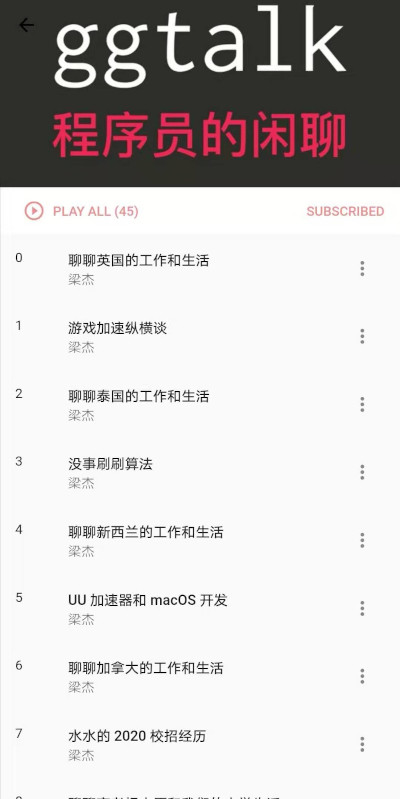 ggtalk
程序员的闲聊
PLAY ALL (45)
SUBSCRIBED
0
聊聊英国的工作和生活
梁杰
1
游戏加速纵横谈
梁杰
2
聊聊泰国的工作和生活
梁杰
3
没事刷刷算法
梁杰
4
聊聊新西兰的工作和生活
梁杰
5
UU 加速器和 macOS 开发
梁杰
6
聊聊加拿大的工作和生活
梁杰
7
水水的 2020 校招经历
梁杰